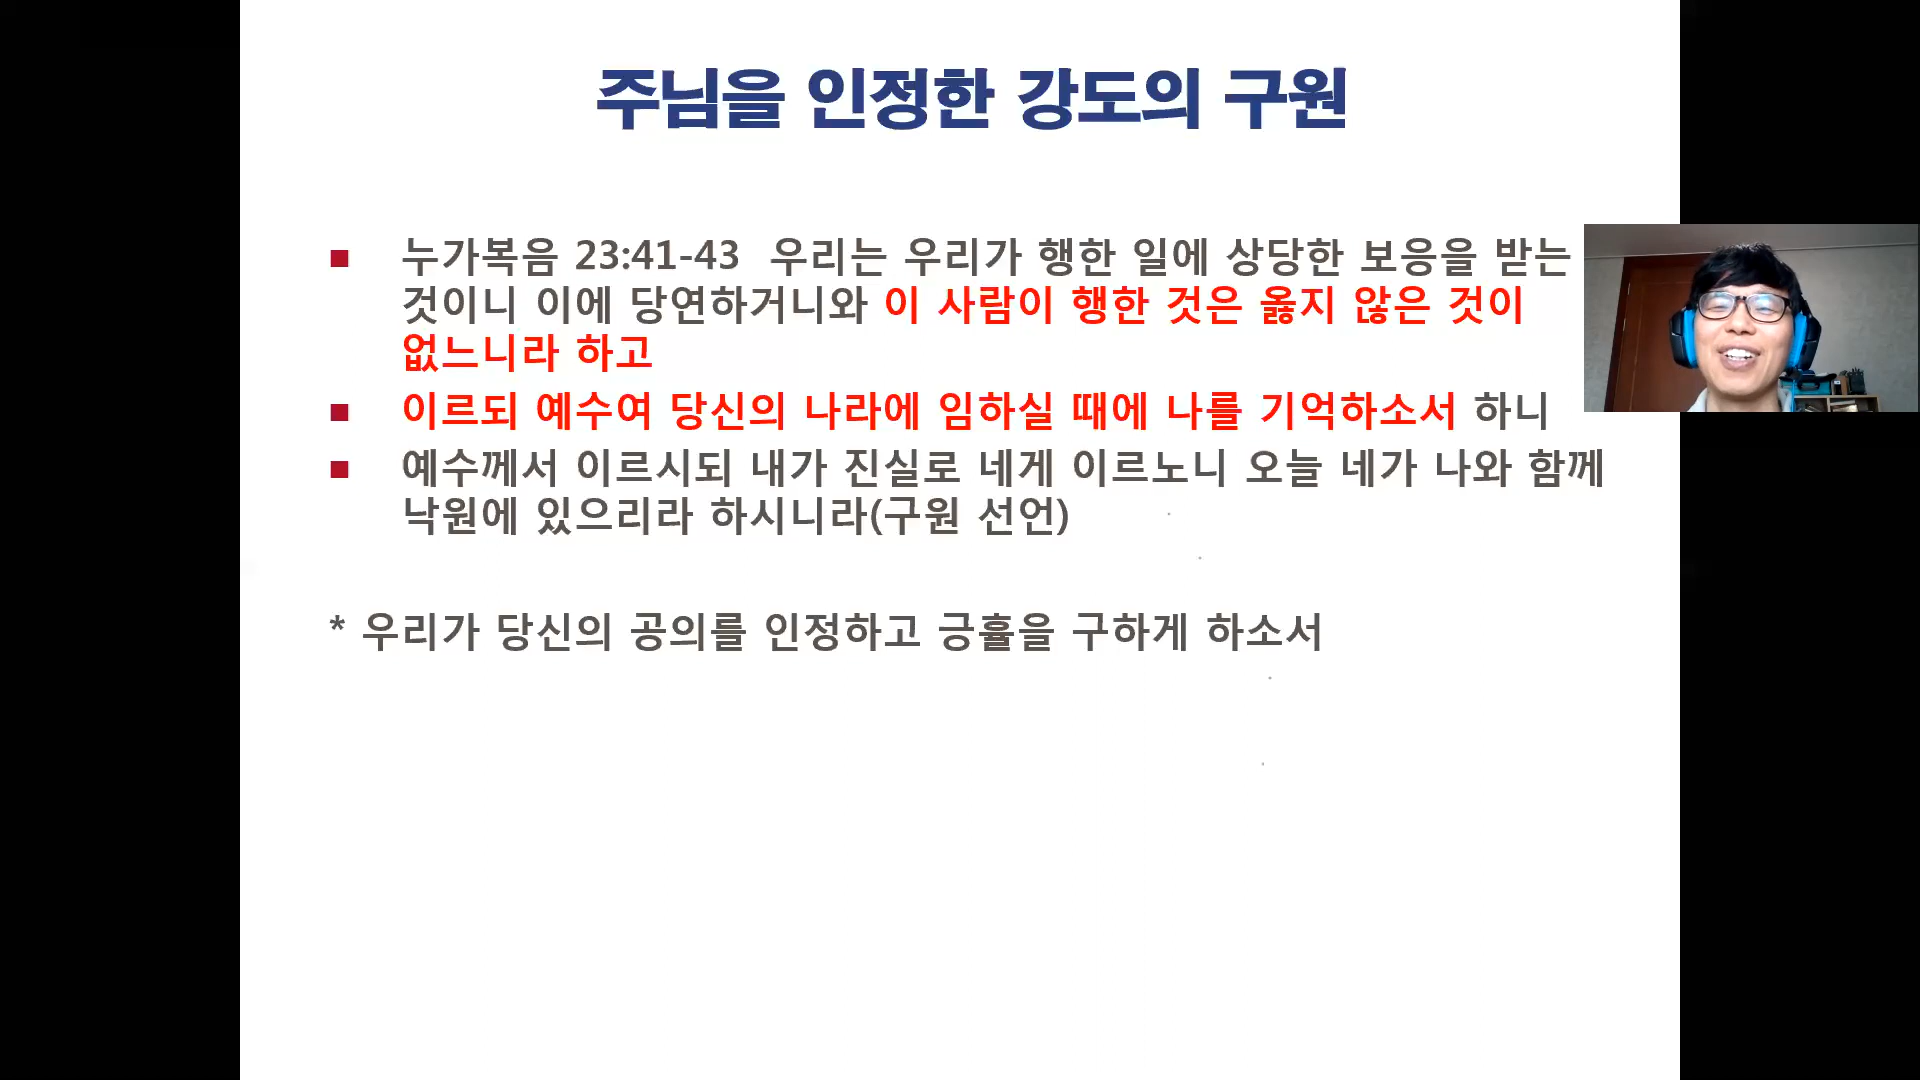 주님을 인정한 강도의 구원
■ 누가복음 23:41-43 우리는 우리가 행한 일에 상당한 보응을 받는
것이니 이에 당연하거니와 이 사람이 행한 것은 옳지 않은 것이
없느니라 하고
■ 이르되 예수여 당신의 나라에 임하실 때에 나를 기억하소서 하니
■ 예수께서 이르시되 내가 진실로 네게 이르노니 오늘 네가 나와 함께
낙원에 있으리라 하시니라(구원 선언)
* 우리가 당신의 공의를 인정하고 긍휼을 구하게 하소서